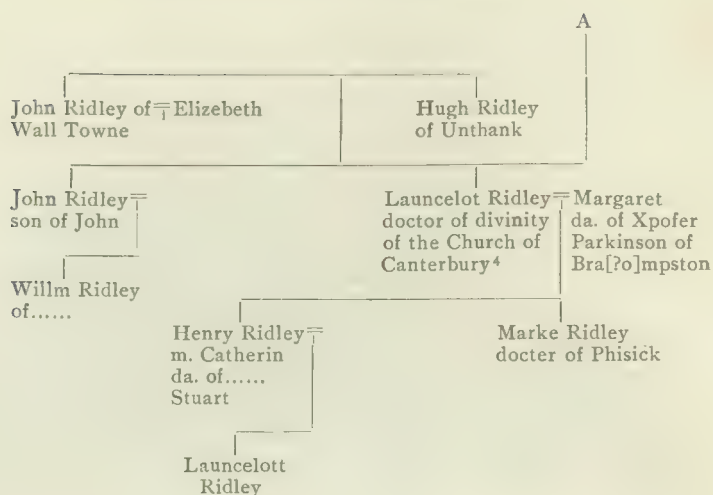 A
John Ridley of Elizebeth
Wall Towne
Hugh Ridley
of Unthank
John Ridley
son of John
Launcelot Ridley
doctor of divinity
of the Church of
Canterbury⁴
Margaret
da. of Xpofer
Parkinson of
Bra[?o]mpston
Willm Ridley
of......
Henry Ridley
m. Catherin
da. of......
Stuart
Marke Ridley
docter of Phisick
Launcelott
Ridley